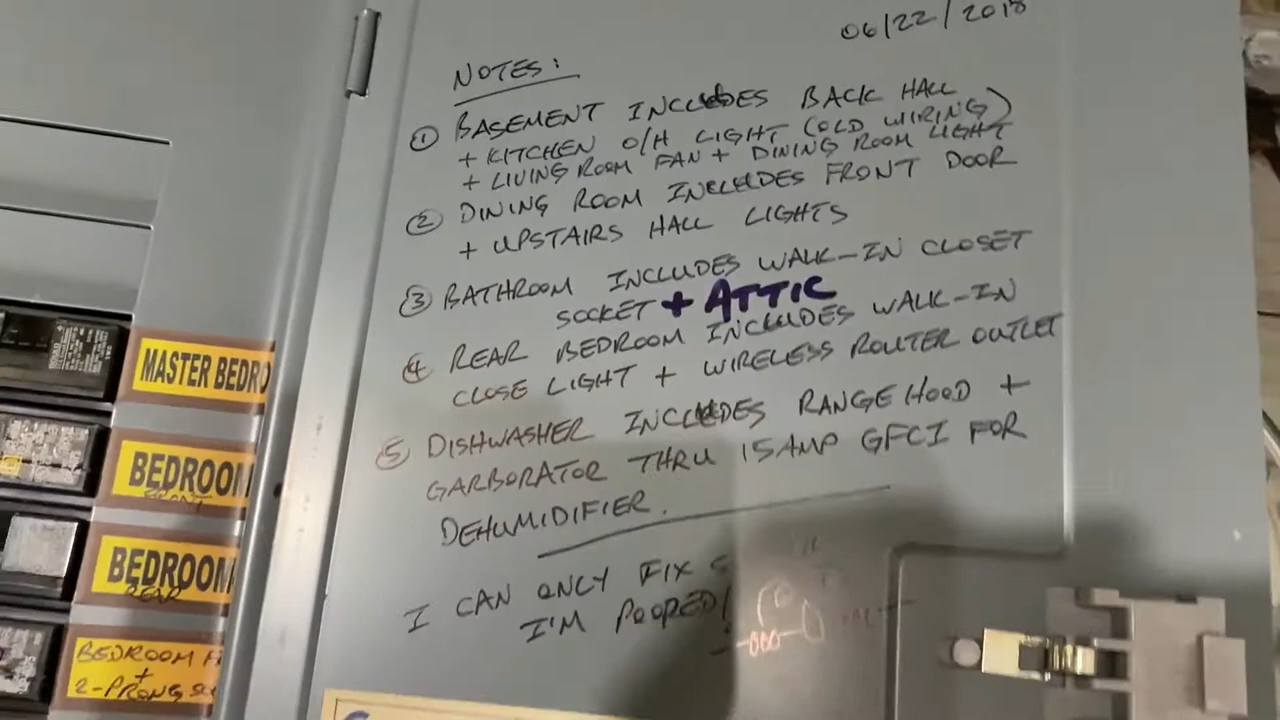 06/22/2018
NOTES:
① BASEMENT INCLUDES BACK HALL
+ KITCHEN O/H LIGHT (OLD WIRING)
+ LIVING ROOM FAN + DINING ROOM LIGHT
② DINING ROOM INCLUDES FRONT DOOR
+ UPSTAIRS HALL LIGHTS
③ BATHROOM INCLUDES WALK-IN CLOSET
SOCKET + ATTIC
④ REAR BEDROOM INCLUDES WALK-IN
CLOSE LIGHT + WIRELESS ROUTER OUTLET
⑤ DISHWASHER INCLUDES RANGE HOOD +
GARBORATOR THRU 15 AMP GFCI FOR
DEHUMIDIFIER.
I CAN ONLY FIX
I'M POOPED!
MASTER BEDRO
BEDROOM
FRONT
BEDROOM
REAR
BEDROOM
+
2-PRONG